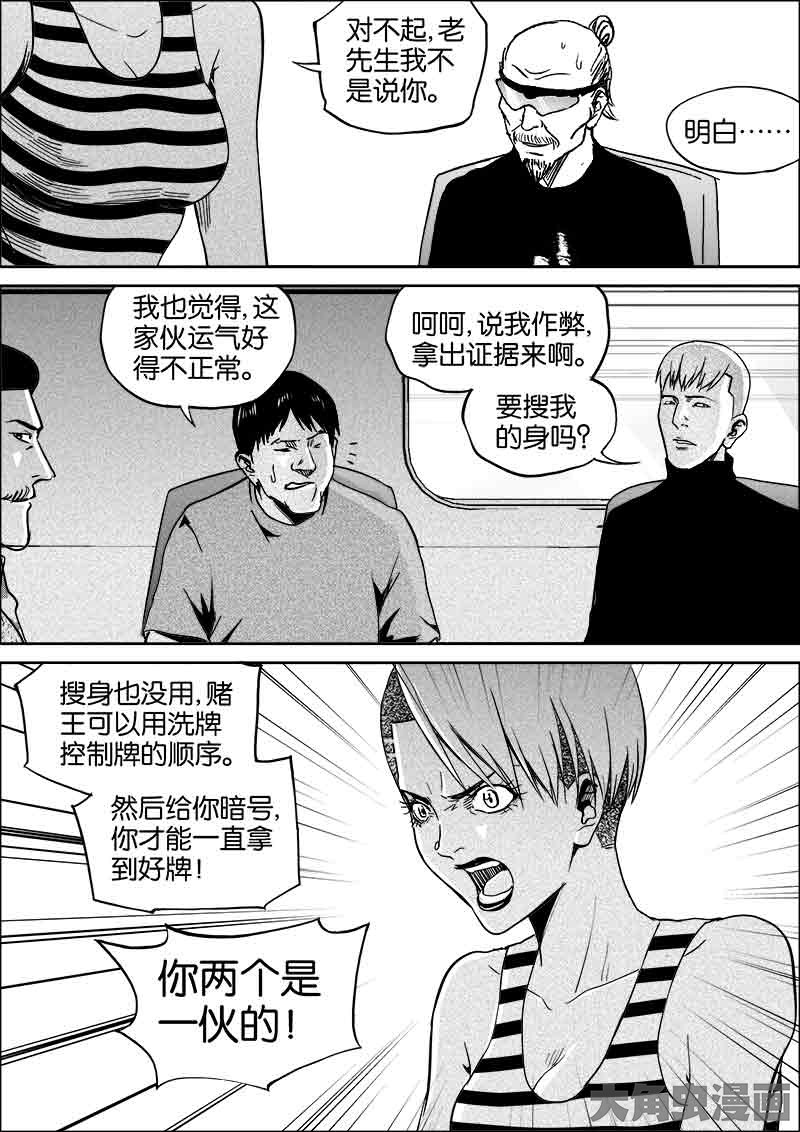 对不起,老
先生我不
是说你。
明白……
我也觉得,这
家伙运气好
得不正常。
呵呵,说我作弊,
拿出证据来啊。
要搜我
的身吗?
搜身也没用,赌
王可以用洗牌
控制牌的顺序。
然后给你暗号,
你才能一直拿
到好牌!
你两个是
一伙的!
大角虫漫画